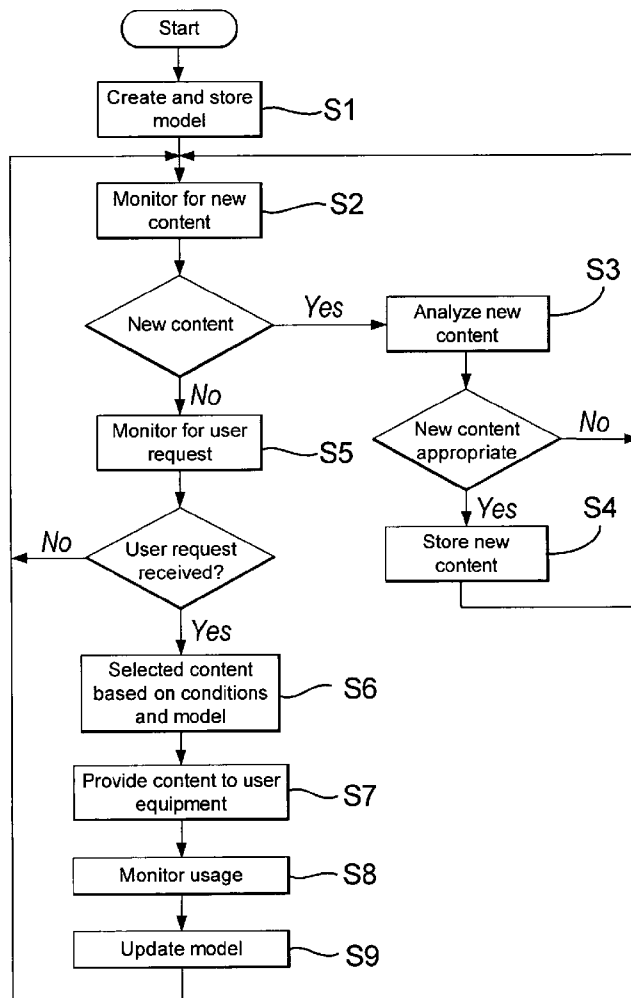 Start
Create and store
model
S1
Monitor for new
content
S2
New content
Yes
Analyze new
content
S3
No
New content
appropriate
No
Monitor for user
request
S5
Yes
Store new
content
S4
User request
received?
No
Yes
Selected content
based on conditions
and model
S6
Provide content to user
equipment
S7
Monitor usage
S8
Update model
S9